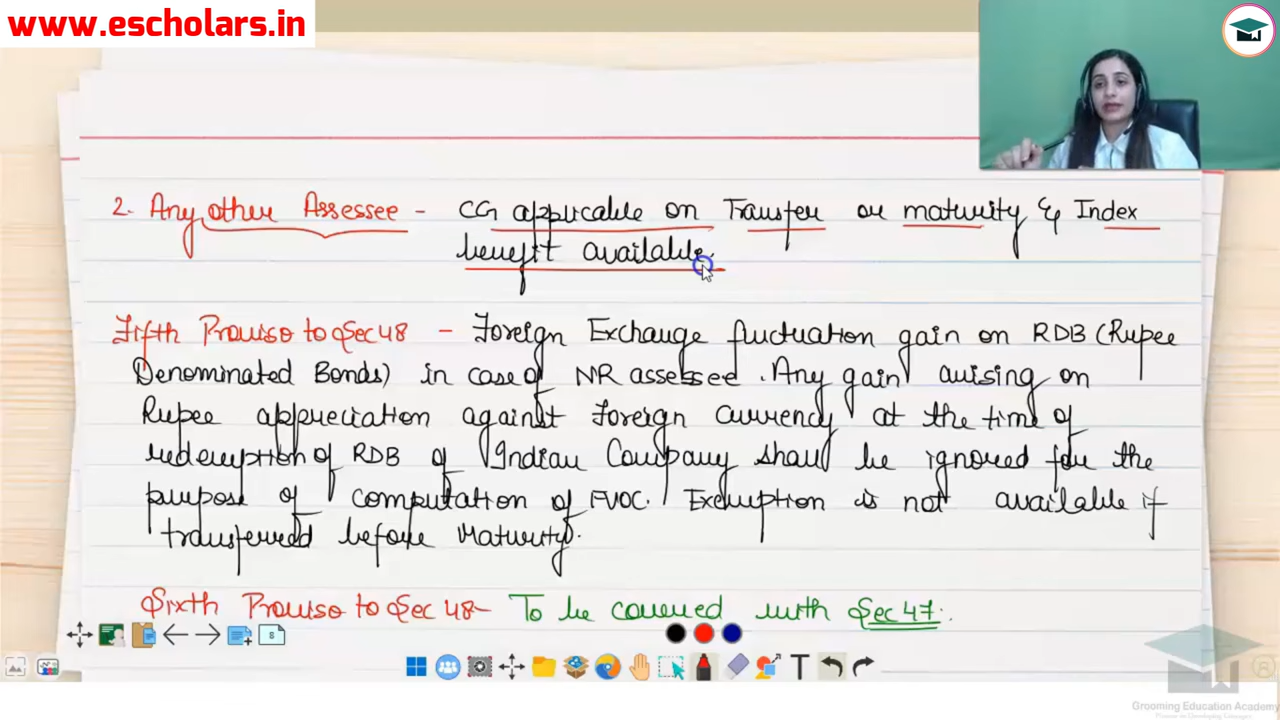 www.escholars.in
2. Any other Assessee - CG applicable on Transfer or maturity & Index
benefit available.
Fifth Proviso to Sec 48 - Foreign Exchange fluctuation gain on RDB (Rupee
Denominated Bonds) in case of NR assessee. Any gain arising on
Rupee appreciation against foreign currency at the time of
redemption of RDB of Indian Company shall be ignored for the
purpose of computation of FVOC. Exemption is not available if
transferred before Maturity.
Sixth Proviso to Sec 48- To be covered with Sec 47.
8
T
Grooming Education Academy